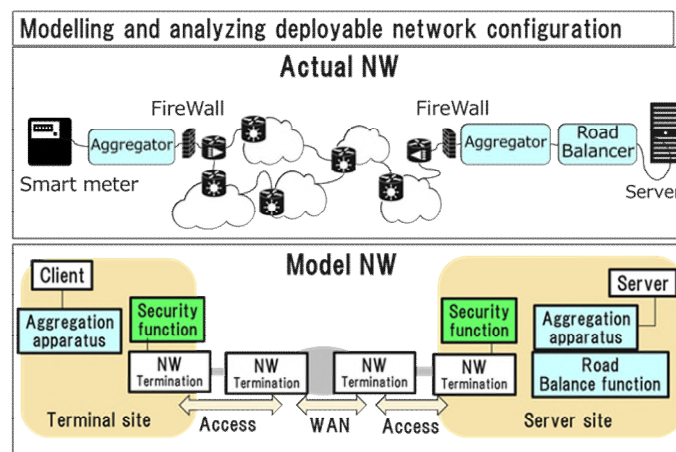 Modelling and analyzing deployable network configuration
Actual NW
FireWall
FireWall
Aggregator
Aggregator
Road
Balancer
Smart meter
Server
Model NW
Client
Server
Aggregation
apparatus
Security
function
Security
function
Aggregation
apparatus
NW
Termination
NW
Termination
NW
Termination
NW
Termination
Road
Balance function
Terminal site
Access
WAN
Access
Server site